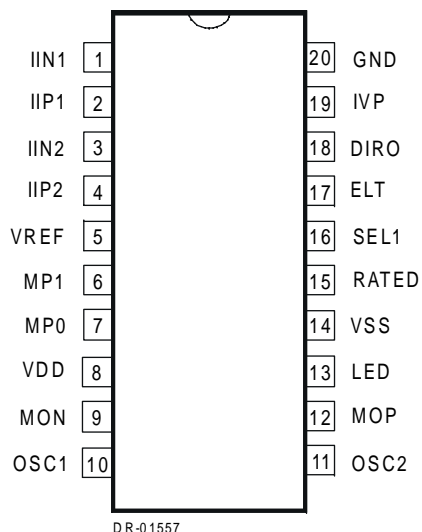 IIN1 1 20 GND
IIP1 2 19 IVP
IIN2 3 18 DIRO
IIP2 4 17 ELT
VREF 5 16 SEL1
MP1 6 15 RATED
MP0 7 14 VSS
VDD 8 13 LED
MON 9 12 MOP
OSC1 10 11 OSC2
DR-01557